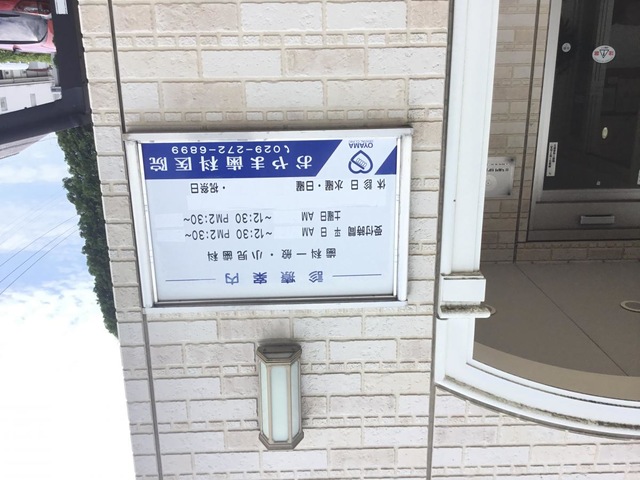 診療案内
歯科一般・小児歯科
受付時間 平日 AM ~12:30 PM2:30~
土曜日 AM ~12:30 PM2:30~
休診日 水曜・日曜・祝祭日
OYAMA
おやま歯科医院
029-272-6899